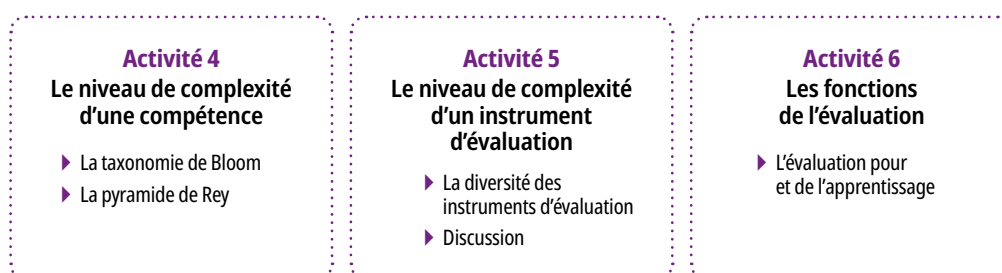 Activité 4
Le niveau de complexité
d'une compétence
La taxonomie de Bloom
La pyramide de Rey
Activité 5
Le niveau de complexité
d'un instrument
d'évaluation
La diversité des
instruments d'évaluation
Discussion
Activité 6
Les fonctions
de l'évaluation
L'évaluation pour
et de l'apprentissage